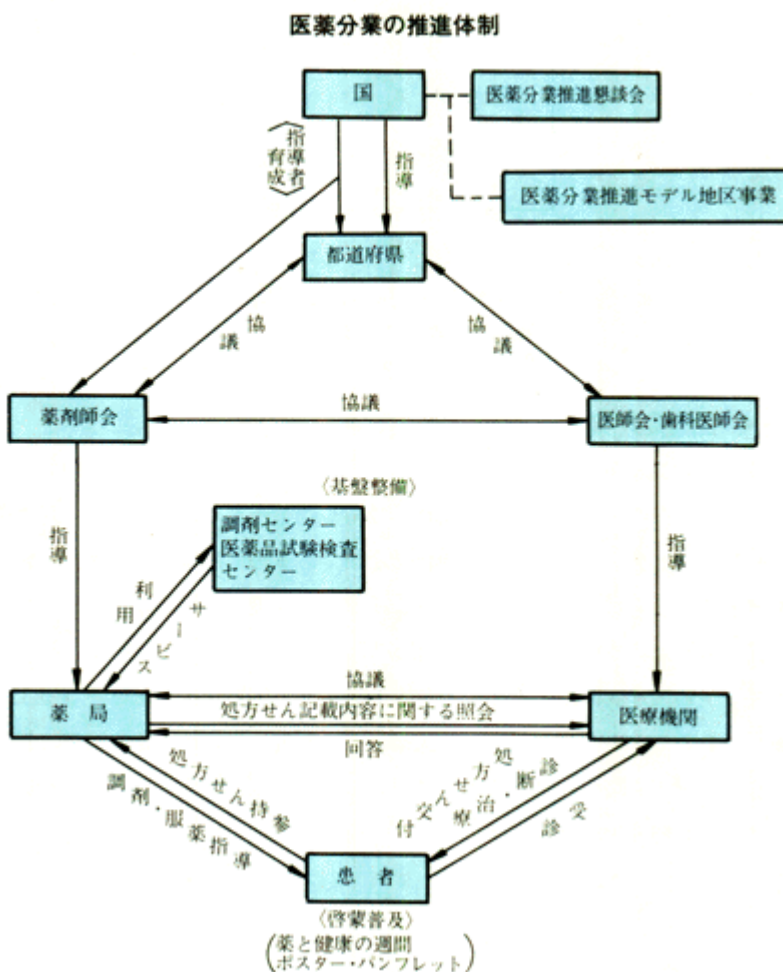 医薬分業の推進体制
国
医薬分業推進懇談会
医薬分業推進モデル地区事業
〈指導者
育成〉
指導
都道府県
協議
協議
薬剤師会
協議
医師会・歯科医師会
〈基盤整備〉
指導
調剤センター
医薬品試験検査
センター
指導
利用
サービス
薬局
協議
処方せん記載内容に関する照会
回答
医療機関
処方せん持参
調剤・服薬指導
診断・治療
処方せん交付
受診
患者
〈啓蒙普及〉
(薬と健康の週間
ポスター・パンフレット)